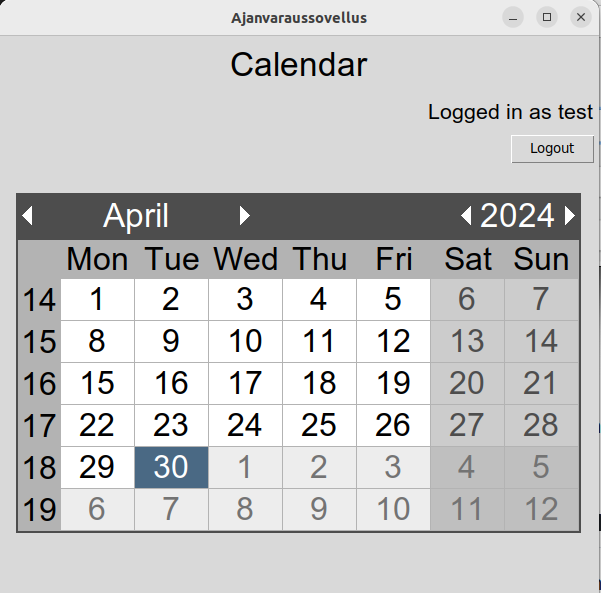 Ajanvaraussovellus
Calendar
Logged in as test
Logout
April 2024
Mon Tue Wed Thu Fri Sat Sun
14 1 2 3 4 5 6 7
15 8 9 10 11 12 13 14
16 15 16 17 18 19 20 21
17 22 23 24 25 26 27 28
18 29 30 1 2 3 4 5
19 6 7 8 9 10 11 12